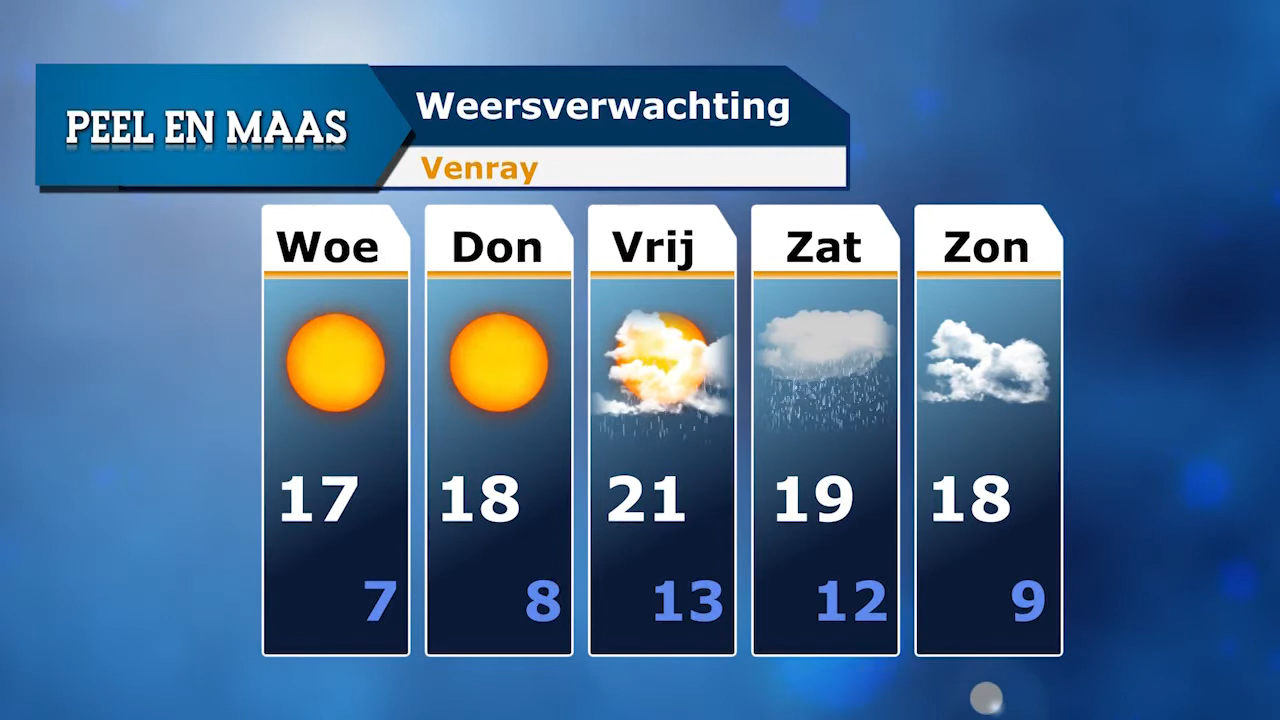 PEEL EN MAAS
Weersverwachting
Venray
Woe Don Vrij Zat Zon
17 18 21 19 18
7 8 13 12 9